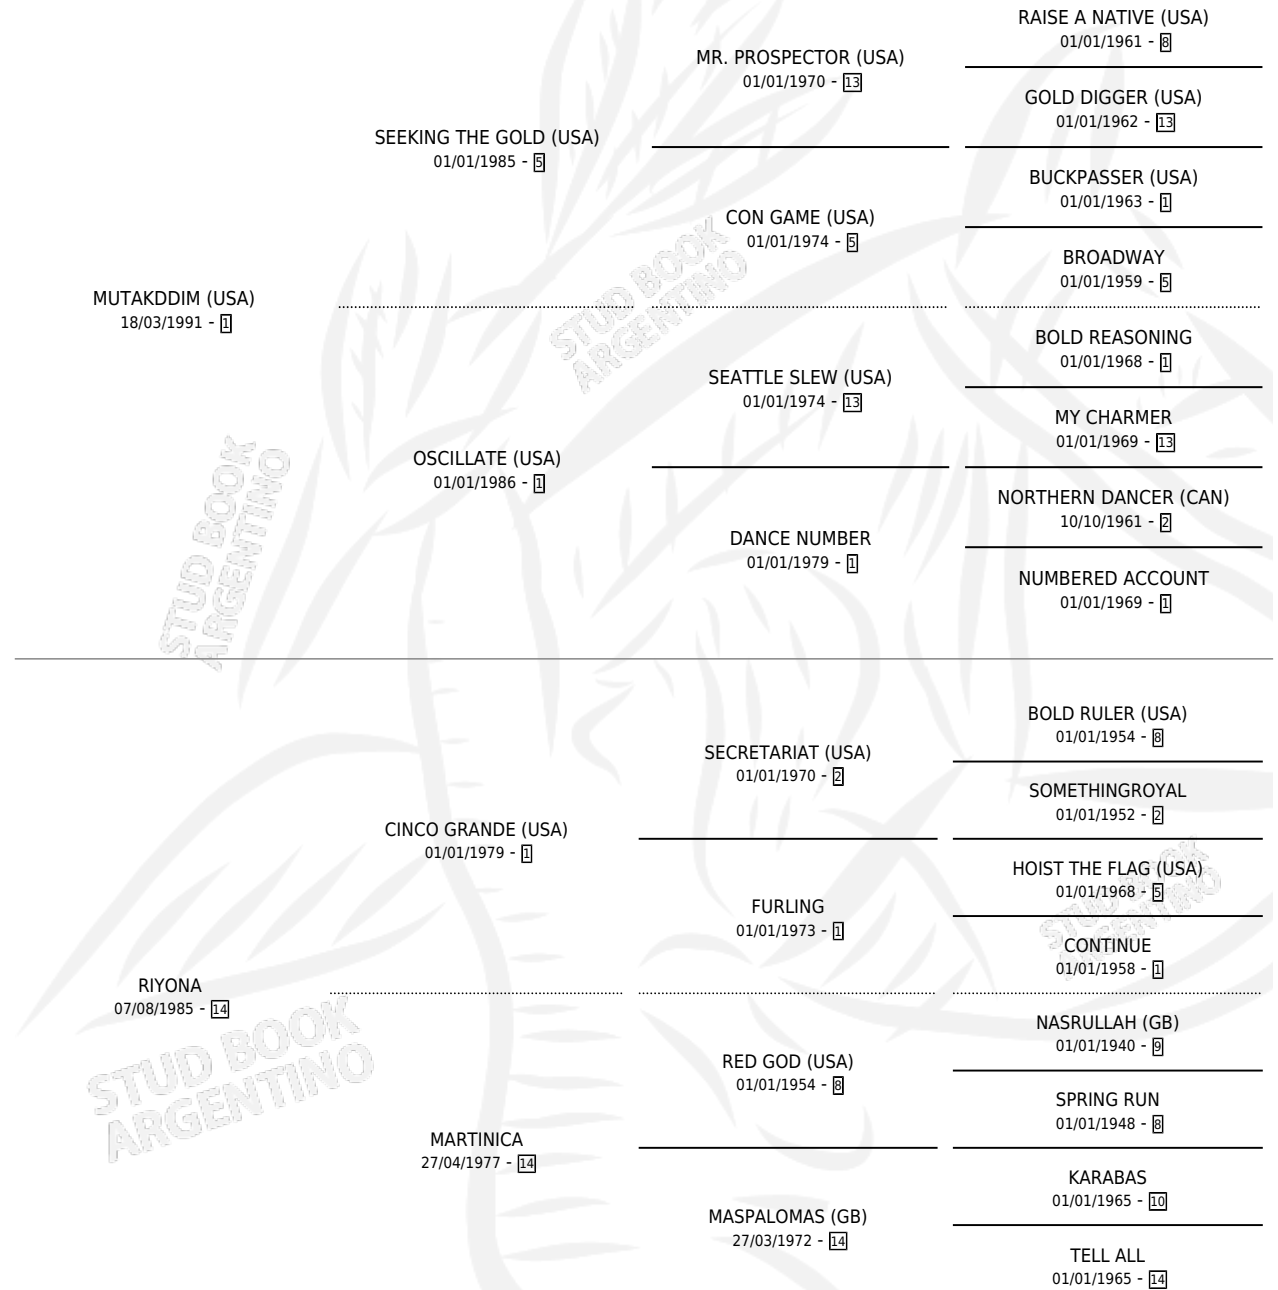 RAISE A NATIVE (USA)
01/01/1961 - 8
MR. PROSPECTOR (USA)
01/01/1970 - 13
GOLD DIGGER (USA)
01/01/1962 - 13
SEEKING THE GOLD (USA)
01/01/1985 - 5
BUCKPASSER (USA)
01/01/1963 - 1
CON GAME (USA)
01/01/1974 - 5
BROADWAY
01/01/1959 - 5
MUTAKDDIM (USA)
18/03/1991 - 1
BOLD REASONING
01/01/1968 - 1
SEATTLE SLEW (USA)
01/01/1974 - 13
MY CHARMER
01/01/1969 - 13
OSCILLATE (USA)
01/01/1986 - 1
NORTHERN DANCER (CAN)
10/10/1961 - 2
DANCE NUMBER
01/01/1979 - 1
NUMBERED ACCOUNT
01/01/1969 - 1
BOLD RULER (USA)
01/01/1954 - 8
SECRETARIAT (USA)
01/01/1970 - 2
SOMETHINGROYAL
01/01/1952 - 2
CINCO GRANDE (USA)
01/01/1979 - 1
HOIST THE FLAG (USA)
01/01/1968 - 5
FURLING
01/01/1973 - 1
CONTINUE
01/01/1958 - 1
RIYONA
07/08/1985 - 14
NASRULLAH (GB)
01/01/1940 - 9
RED GOD (USA)
01/01/1954 - 8
SPRING RUN
01/01/1948 - 8
MARTINICA
27/04/1977 - 14
KARABAS
01/01/1965 - 10
MASPALOMAS (GB)
27/03/1972 - 14
TELL ALL
01/01/1965 - 14
STUD BOOK
ARGENTINO
STUD BOOK
ARGENTINO
STUD BOOK
ARGENTINO
STUD BOOK
ARGENTINO